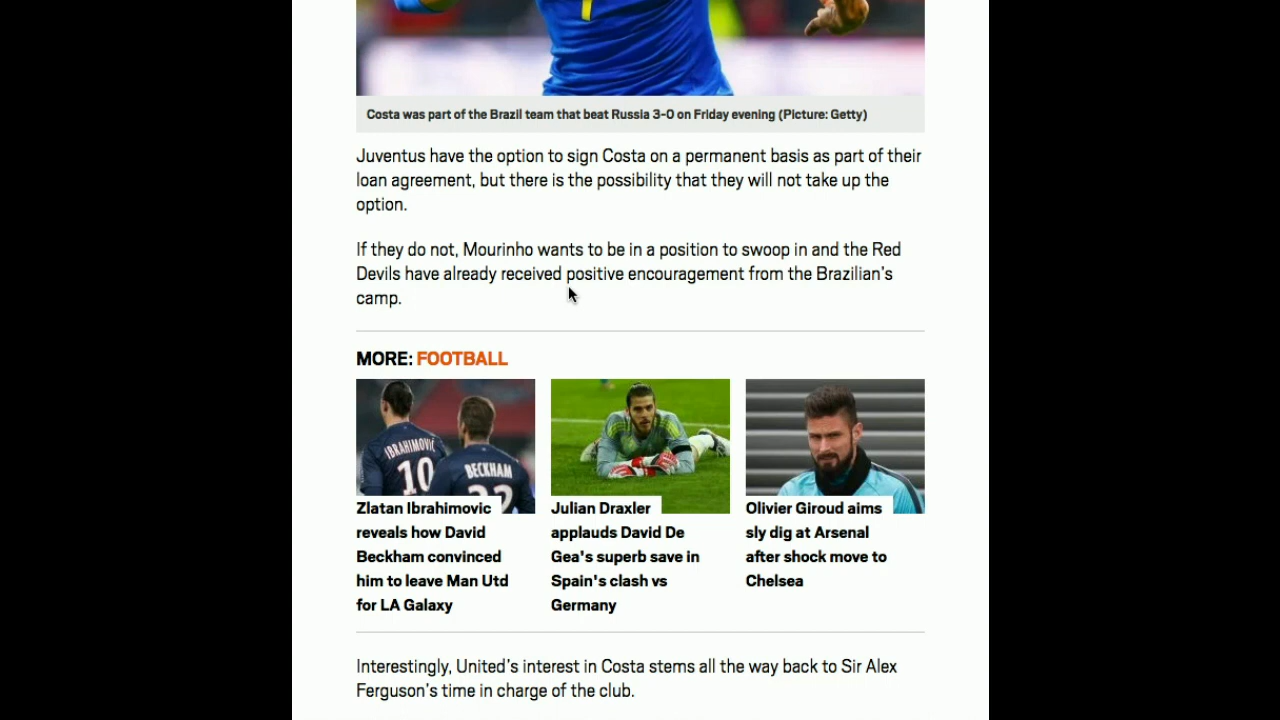 Costa was part of the Brazil team that beat Russia 3-0 on Friday evening (Picture: Getty)
Juventus have the option to sign Costa on a permanent basis as part of their
loan agreement, but there is the possibility that they will not take up the
option.
If they do not, Mourinho wants to be in a position to swoop in and the Red
Devils have already received positive encouragement from the Brazilian's
camp.
MORE: FOOTBALL
IBRAHIMOVIĆ
10
BECKHAM
32
Zlatan Ibrahimovic
reveals how David
Beckham convinced
him to leave Man Utd
for LA Galaxy
Julian Draxler
applauds David De
Gea's superb save in
Spain's clash vs
Germany
Olivier Giroud aims
sly dig at Arsenal
after shock move to
Chelsea
Interestingly, United's interest in Costa stems all the way back to Sir Alex
Ferguson's time in charge of the club.